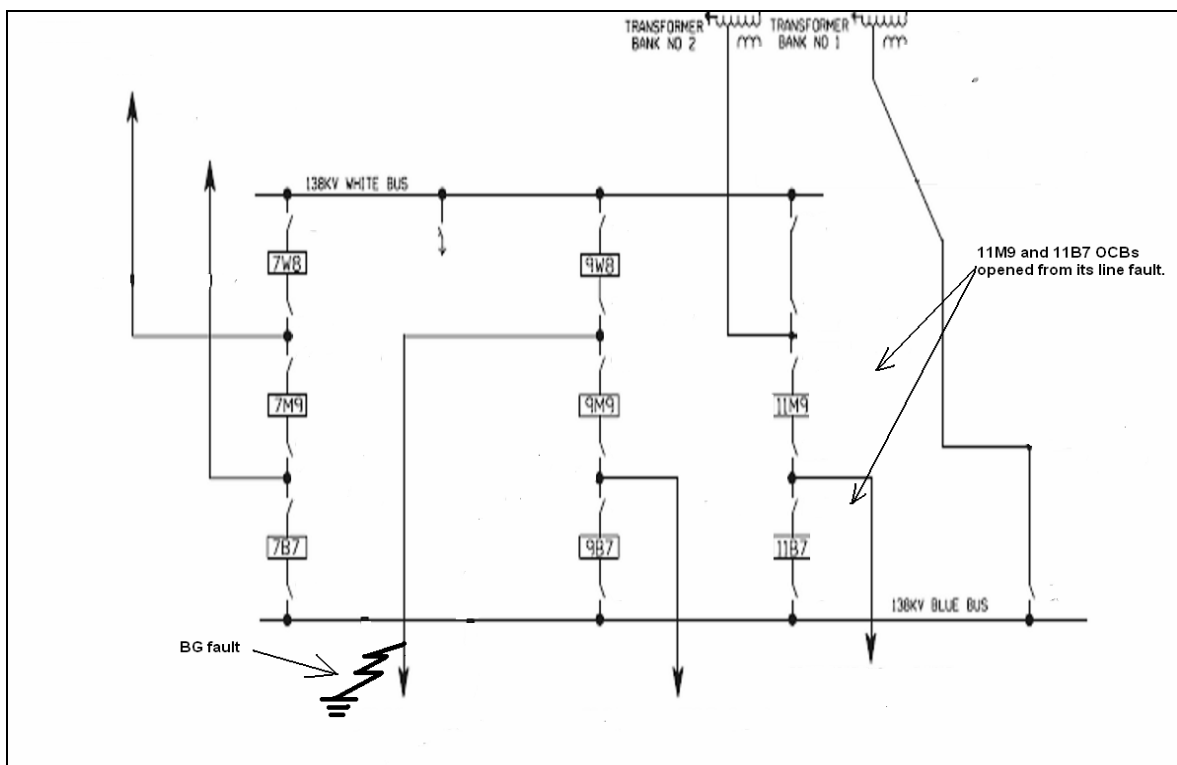 TRANSFORMER
BANK NO 2
TRANSFORMER
BANK NO 1
138KV WHITE BUS
7W8
9W8
11M9 and 11B7 OCBs
opened from its line fault.
7M9
9M9
11M9
7B7
9B7
11B7
138KV BLUE BUS
BG fault